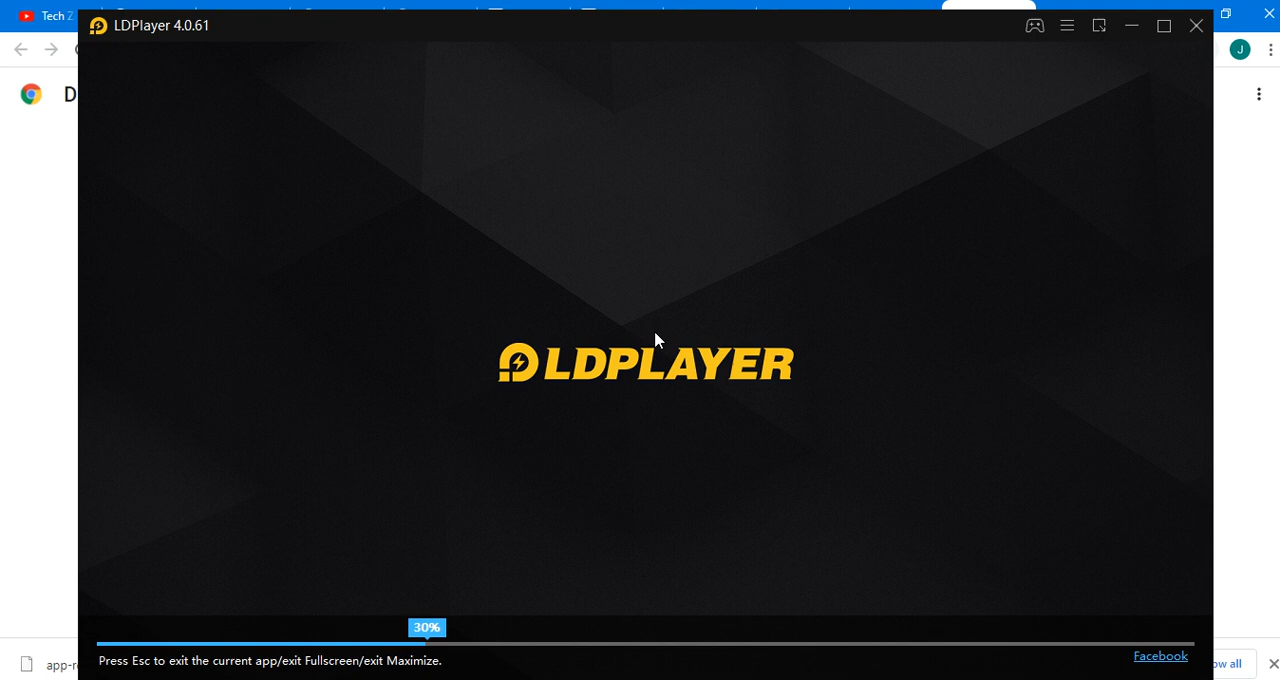 Tech Z
LDPlayer 4.0.61
J
D
LDPLAYER
30%
Press Esc to exit the current app/exit Fullscreen/exit Maximize.
Facebook
app-r
ow all